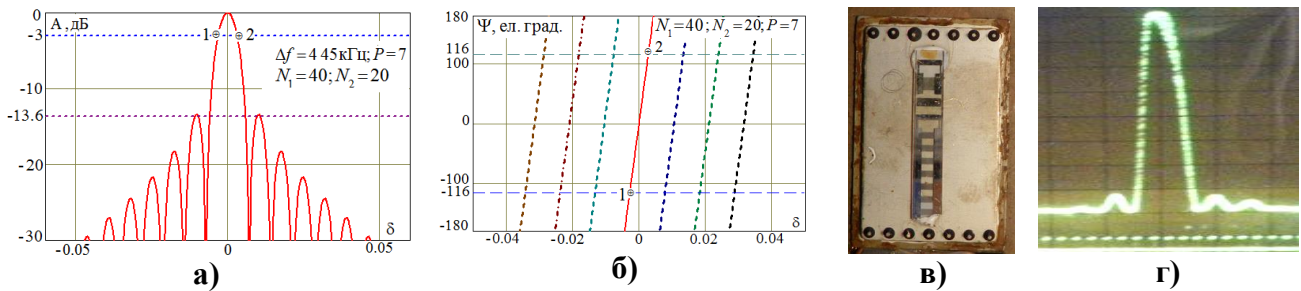 A , дБ
0
-3
-10
-13.6
-20
-30
1
2
Δf = 445кГц; P = 7
N₁=40; N₂ = 20
-0.05
0
0.05
δ
а)
Ψ, ел. град.
N₁=40; N₂=20; P=7
180
116
100
0
-100
-116
-180
2
1
-0.04
-0.02
0
0.02
0.04
δ
б)
в)
г)